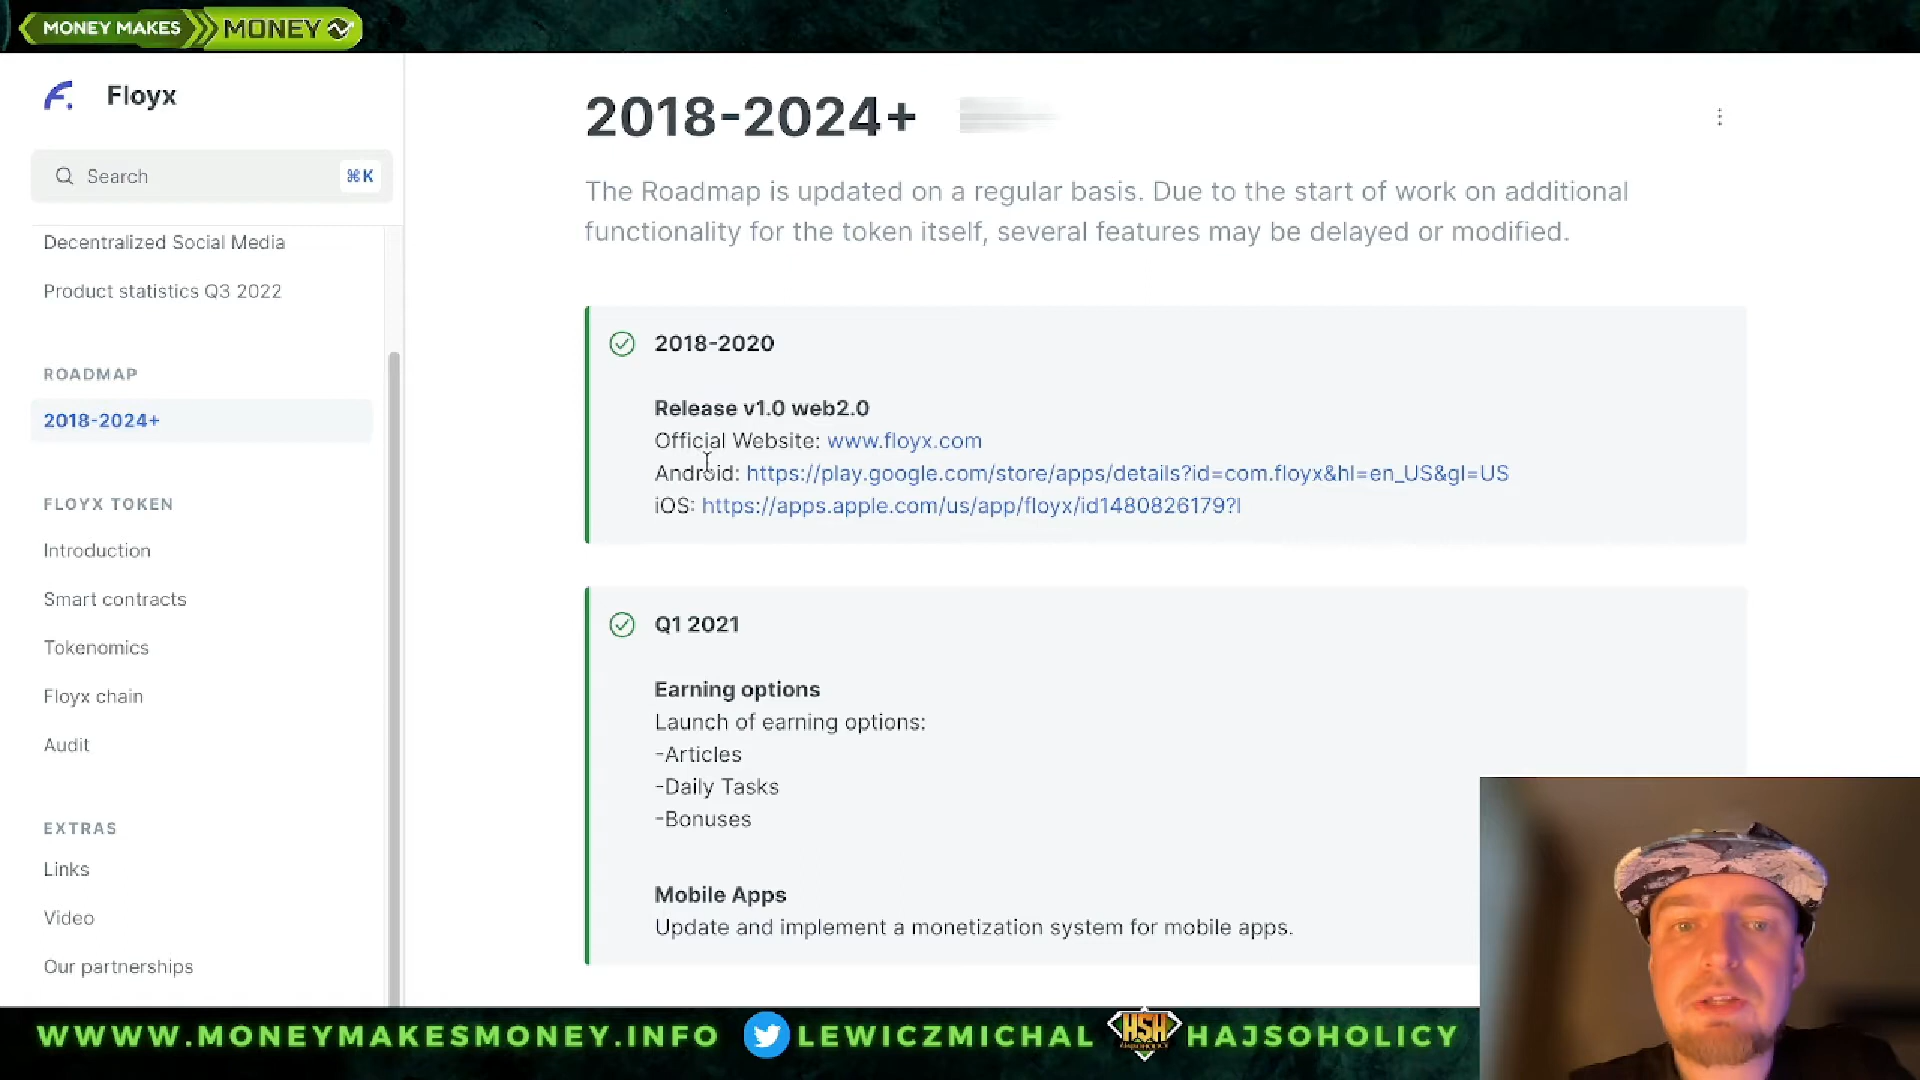 MONEY MAKES MONEY
Floyx
Search
⌘K
Decentralized Social Media
Product statistics Q3 2022
ROADMAP
2018-2024+
FLOYX TOKEN
Introduction
Smart contracts
Tokenomics
Floyx chain
Audit
EXTRAS
Links
Video
Our partnerships
2018-2024+
The Roadmap is updated on a regular basis. Due to the start of work on additional
functionality for the token itself, several features may be delayed or modified.
2018-2020
Release v1.0 web2.0
Official Website: www.floyx.com
Android: https://play.google.com/store/apps/details?id=com.floyx&hl=en_US&gl=US
iOS: https://apps.apple.com/us/app/floyx/id1480826179?l
Q1 2021
Earning options
Launch of earning options:
-Articles
-Daily Tasks
-Bonuses
Mobile Apps
Update and implement a monetization system for mobile apps.
WWWW.MONEYMAKESMONEY.INFO LEWICZMICHAL HSH HAJSOHOLICY